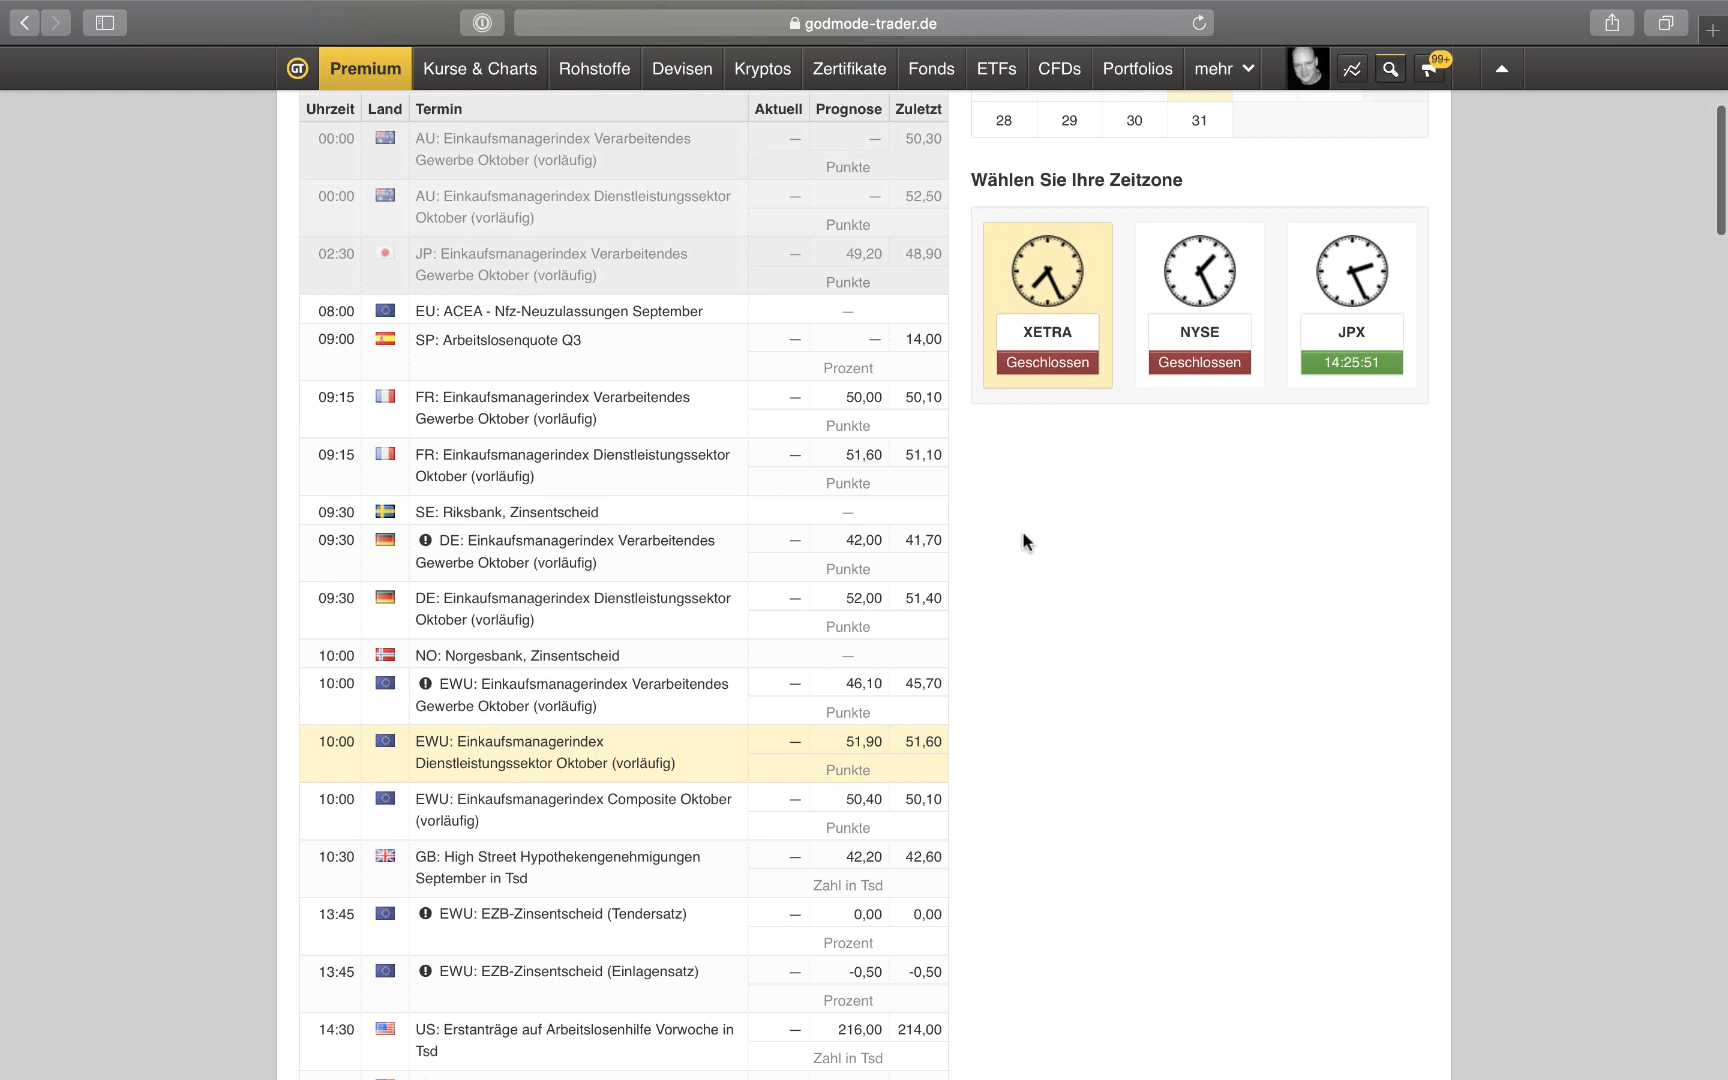 godmode-trader.de
GT Premium Kurse & Charts Rohstoffe Devisen Kryptos Zertifikate Fonds ETFs CFDs Portfolios mehr 99+
Uhrzeit Land Termin Aktuell Prognose Zuletzt
00:00 AU: Einkaufsmanagerindex Verarbeitendes — — 50,30
Gewerbe Oktober (vorläufig)
Punkte
00:00 AU: Einkaufsmanagerindex Dienstleistungssektor — — 52,50
Oktober (vorläufig)
Punkte
02:30 JP: Einkaufsmanagerindex Verarbeitendes — 49,20 48,90
Gewerbe Oktober (vorläufig)
Punkte
08:00 EU: ACEA - Nfz-Neuzulassungen September —
09:00 SP: Arbeitslosenquote Q3 — — 14,00
Prozent
09:15 FR: Einkaufsmanagerindex Verarbeitendes — 50,00 50,10
Gewerbe Oktober (vorläufig)
Punkte
09:15 FR: Einkaufsmanagerindex Dienstleistungssektor — 51,60 51,10
Oktober (vorläufig)
Punkte
09:30 SE: Riksbank, Zinsentscheid —
09:30 DE: Einkaufsmanagerindex Verarbeitendes — 42,00 41,70
Gewerbe Oktober (vorläufig)
Punkte
09:30 DE: Einkaufsmanagerindex Dienstleistungssektor — 52,00 51,40
Oktober (vorläufig)
Punkte
10:00 NO: Norgesbank, Zinsentscheid —
10:00 EWU: Einkaufsmanagerindex Verarbeitendes — 46,10 45,70
Gewerbe Oktober (vorläufig)
Punkte
10:00 EWU: Einkaufsmanagerindex — 51,90 51,60
Dienstleistungssektor Oktober (vorläufig)
Punkte
10:00 EWU: Einkaufsmanagerindex Composite Oktober — 50,40 50,10
(vorläufig)
Punkte
10:30 GB: High Street Hypothekengenehmigungen — 42,20 42,60
September in Tsd
Zahl in Tsd
13:45 EWU: EZB-Zinsentscheid (Tendersatz) — 0,00 0,00
Prozent
13:45 EWU: EZB-Zinsentscheid (Einlagensatz) — -0,50 -0,50
Prozent
14:30 US: Erstanträge auf Arbeitslosenhilfe Vorwoche in — 216,00 214,00
Tsd
Zahl in Tsd
28 29 30 31
Wählen Sie Ihre Zeitzone
XETRA NYSE JPX
Geschlossen Geschlossen 14:25:51